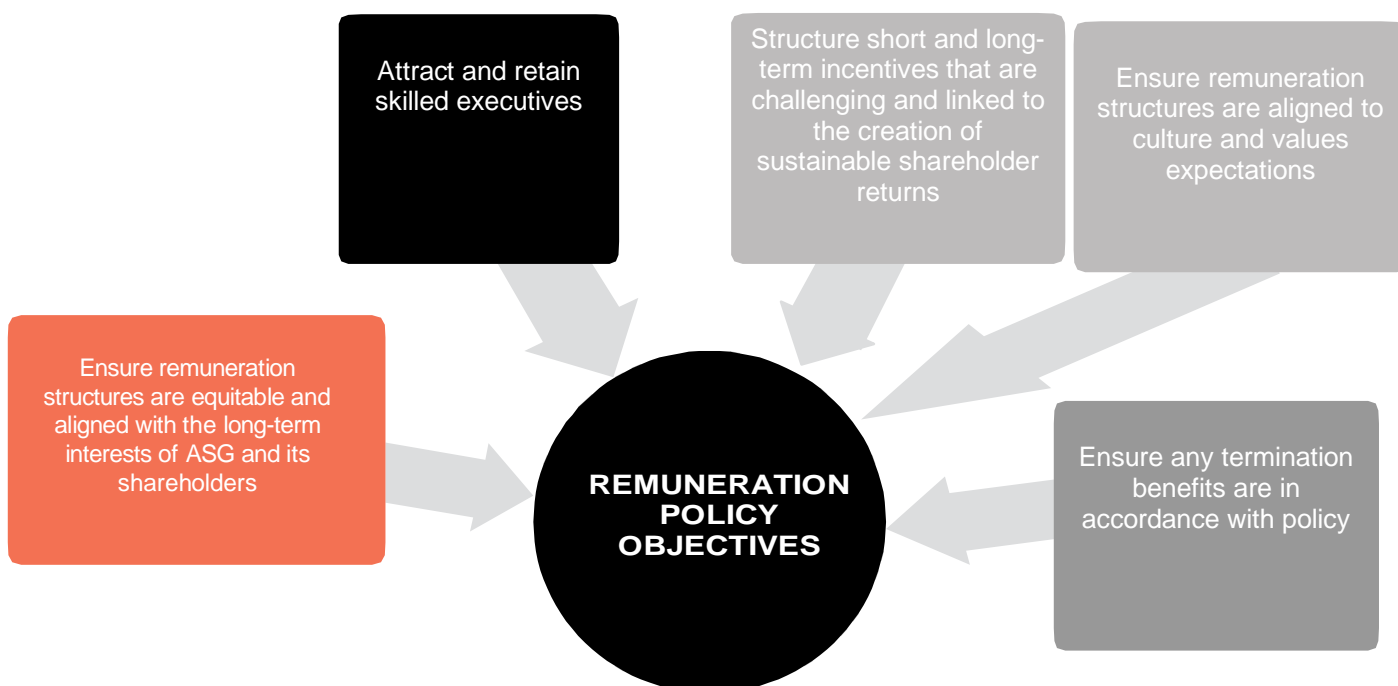 Attract and retain
skilled executives
Structure short and long-
term incentives that are
challenging and linked to
the creation of
sustainable shareholder
returns
Ensure remuneration
structures are aligned to
culture and values
expectations
Ensure remuneration
structures are equitable and
aligned with the long-term
interests of ASG and its
shareholders
REMUNERATION
POLICY
OBJECTIVES
Ensure any termination
benefits are in
accordance with policy